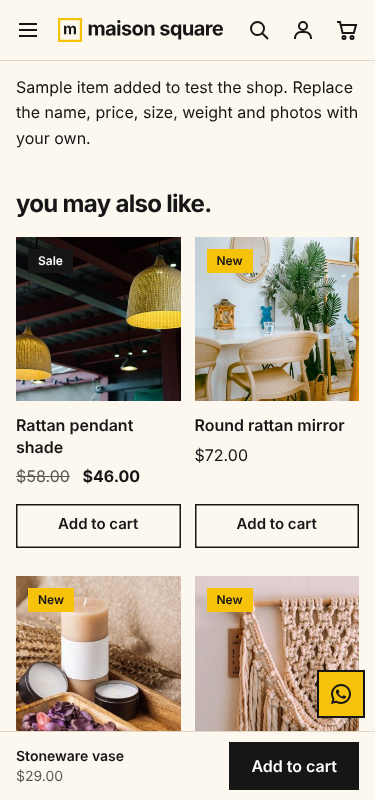 m maison square
Sample item added to test the shop. Replace
the name, price, size, weight and photos with
your own.
you may also like.
Sale
New
Rattan pendant
shade
$58.00 $46.00
Round rattan mirror
$72.00
Add to cart
Add to cart
New
New
Stoneware vase
$29.00
Add to cart